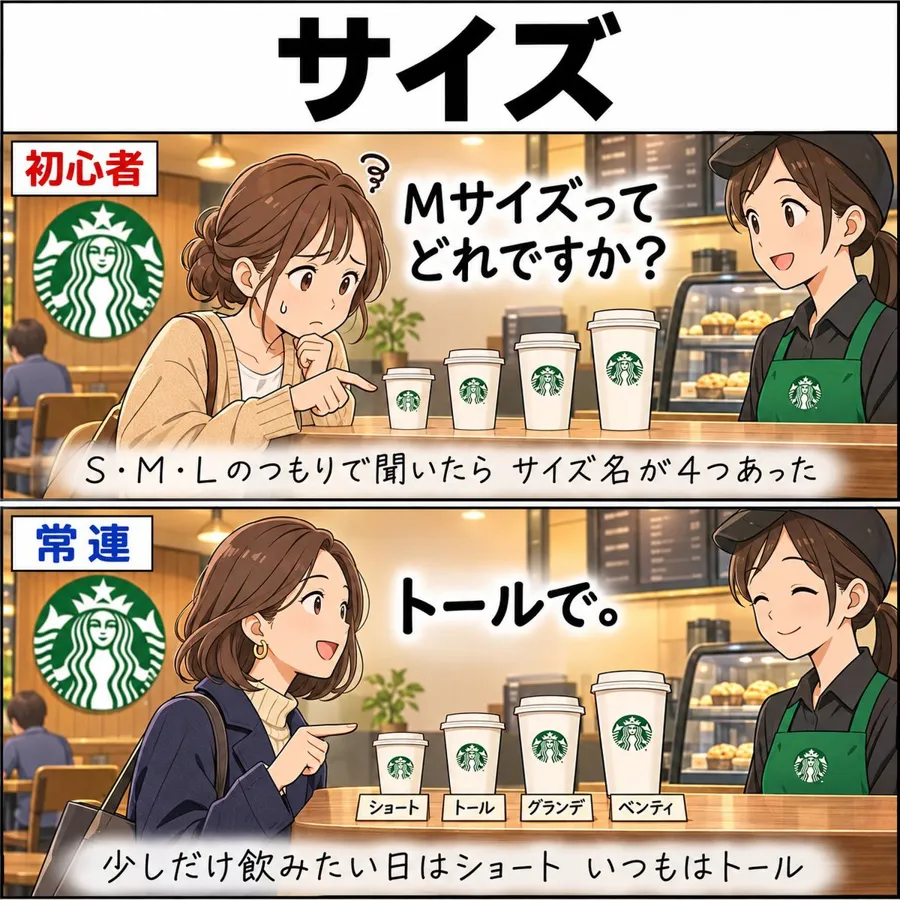 サイズ
初心者
Mサイズって
どれですか?
S・M・Lのつもりで聞いたら サイズ名が4つあった
常連
トールで。
ショート
トール
グランデ
ベンティ
少しだけ飲みたい日はショート いつもはトール